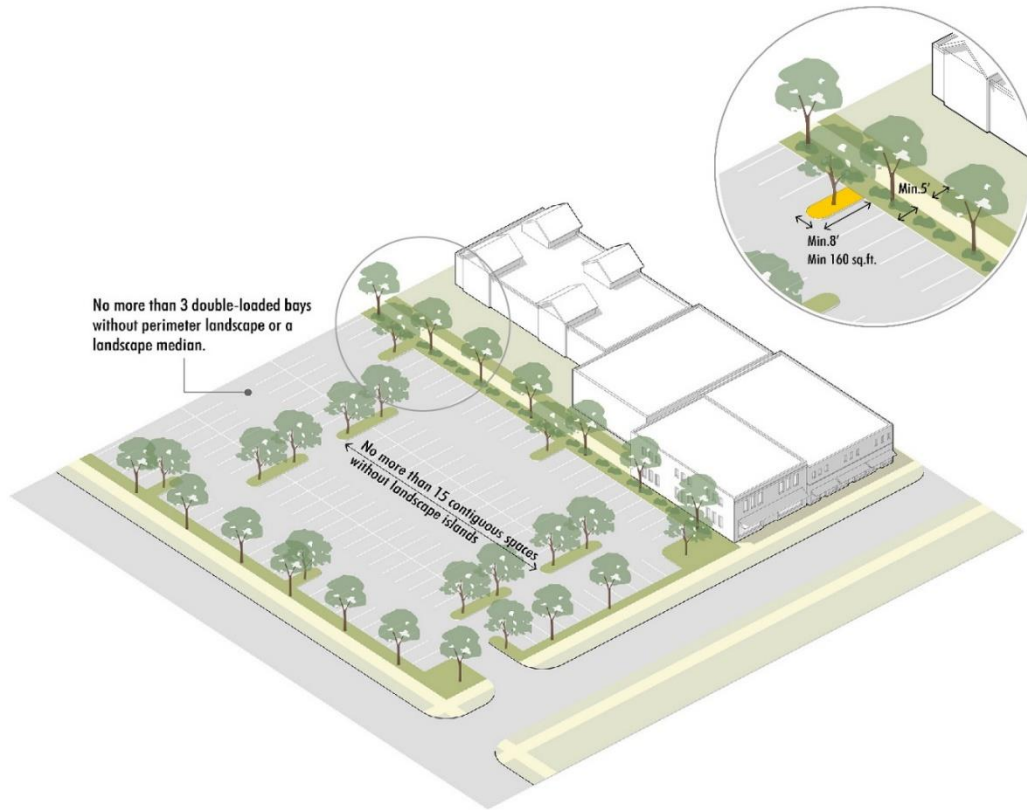 Min.5'
Min.8'
Min 160 sq.ft.
No more than 3 double-loaded bays
without perimeter landscape or a
landscape median.
No more than 15 contiguous spaces
without landscape islands